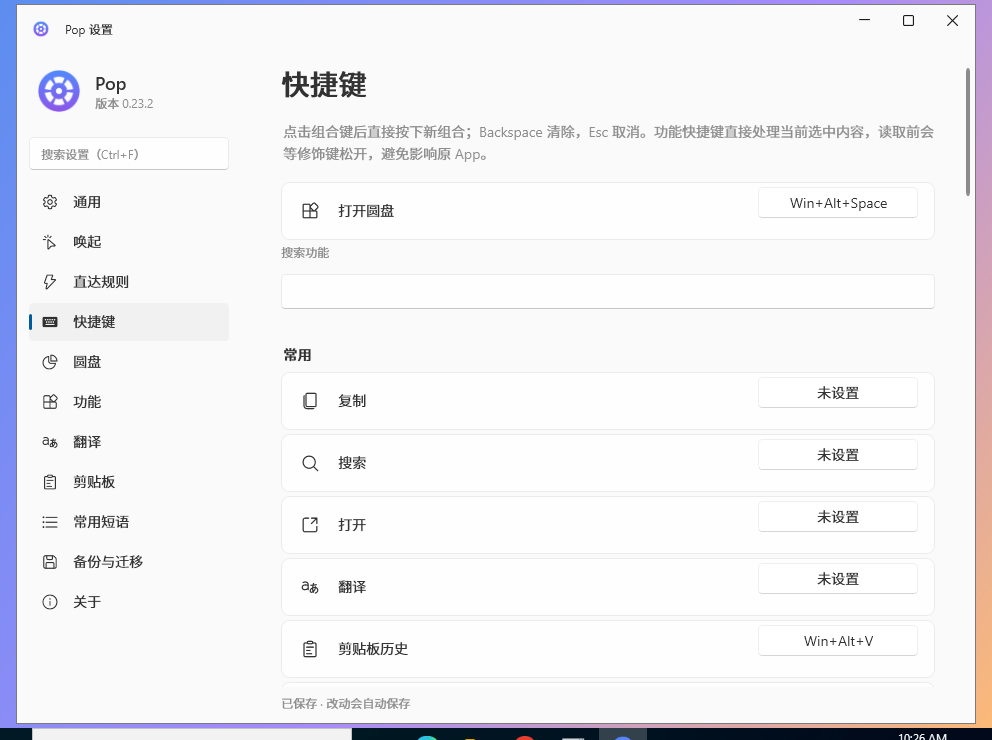 Pop 设置
Pop
版本 0.23.2
搜索设置（Ctrl+F）
通用
唤起
直达规则
快捷键
圆盘
功能
翻译
剪贴板
常用短语
备份与迁移
关于
快捷键
点击组合键后直接按下新组合；Backspace 清除，Esc 取消。功能快捷键直接处理当前选中内容，读取前会
等修饰键松开，避免影响原 App。
打开圆盘
Win+Alt+Space
搜索功能
常用
复制
未设置
搜索
未设置
打开
未设置
翻译
未设置
剪贴板历史
Win+Alt+V
已保存 · 改动会自动保存
10:26 AM